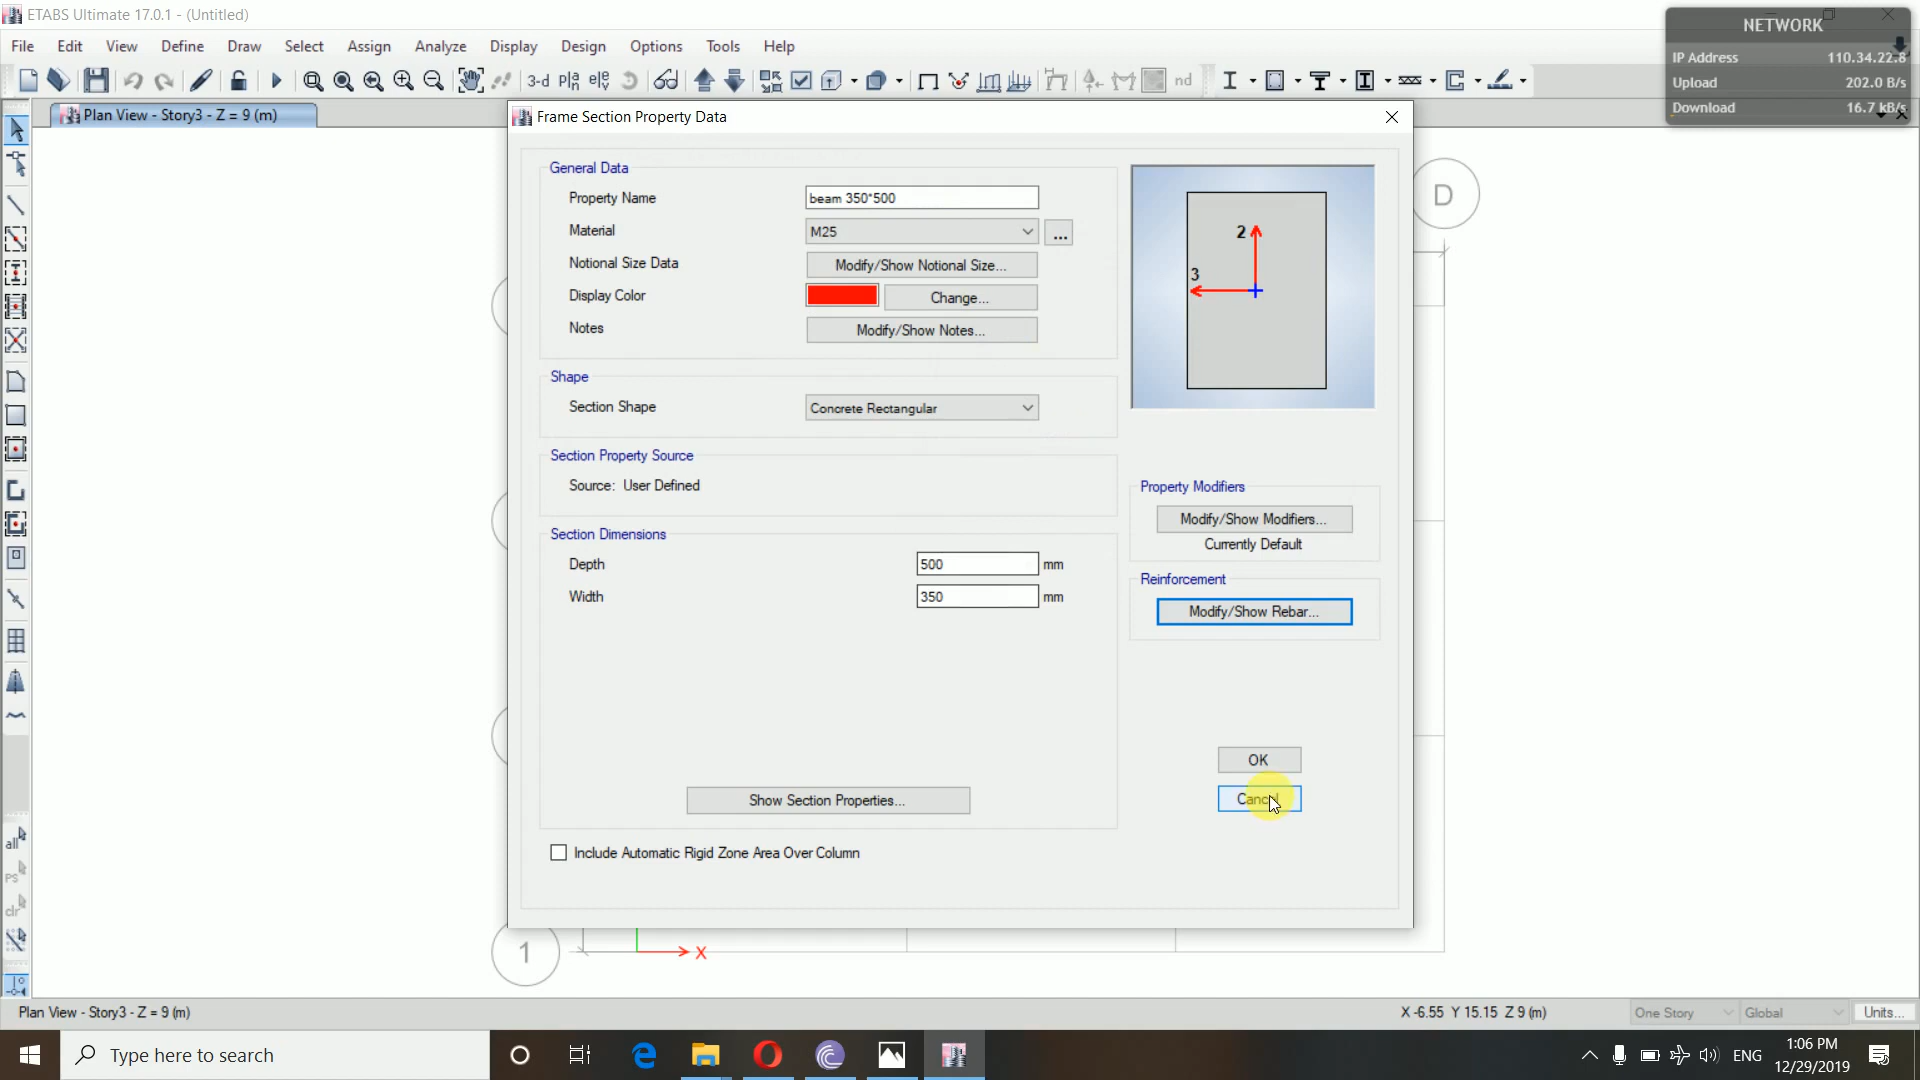 ETABS Ultimate 17.0.1 - (Untitled)
File Edit View Define Draw Select Assign Analyze Display Design Options Tools Help
3-d nd
NETWORK
IP Address 110.34.22.8
Upload 202.0 B/s
Download 16.7 kB/s
Plan View - Story3 - Z = 9 (m)
Frame Section Property Data
General Data
Property Name beam 350*500
Material M25 ...
Notional Size Data Modify/Show Notional Size...
Display Color Change...
Notes Modify/Show Notes...
2
3
D
Shape
Section Shape Concrete Rectangular
Section Property Source
Source: User Defined
Property Modifiers
Modify/Show Modifiers...
Currently Default
Section Dimensions
Depth 500 mm
Width 350 mm
Reinforcement
Modify/Show Rebar...
OK
Cancel
Show Section Properties...
Include Automatic Rigid Zone Area Over Column
all
ps
clr
1
X
Plan View - Story3 - Z = 9 (m)
X -6.55 Y 15.15 Z 9 (m)
One Story Global Units...
Type here to search
ENG
1:06 PM
12/29/2019